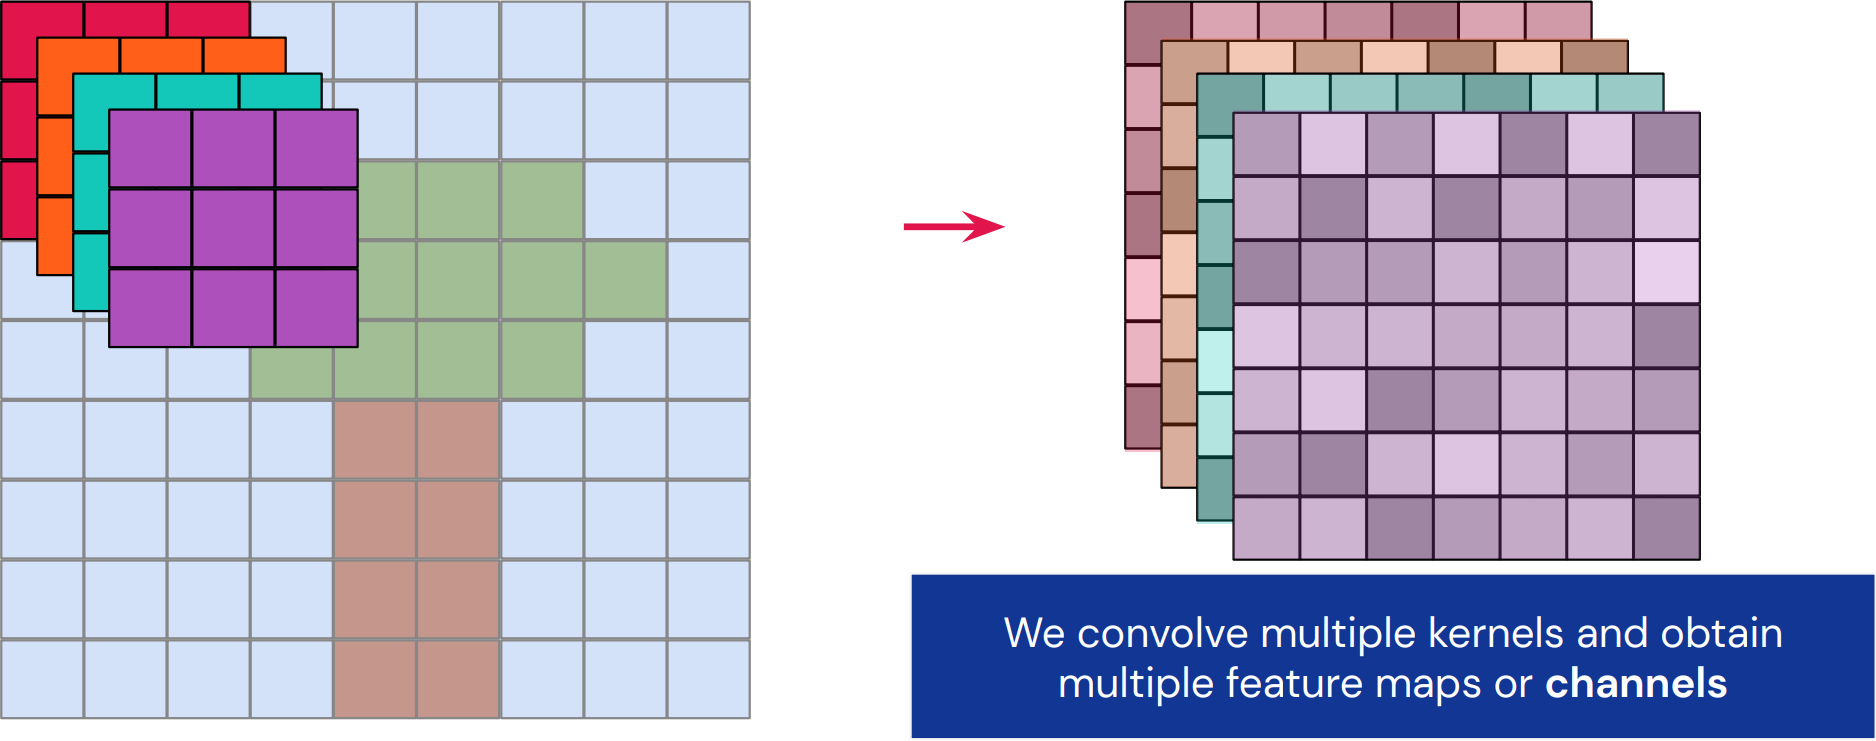 We convolve multiple kernels and obtain
multiple feature maps or channels